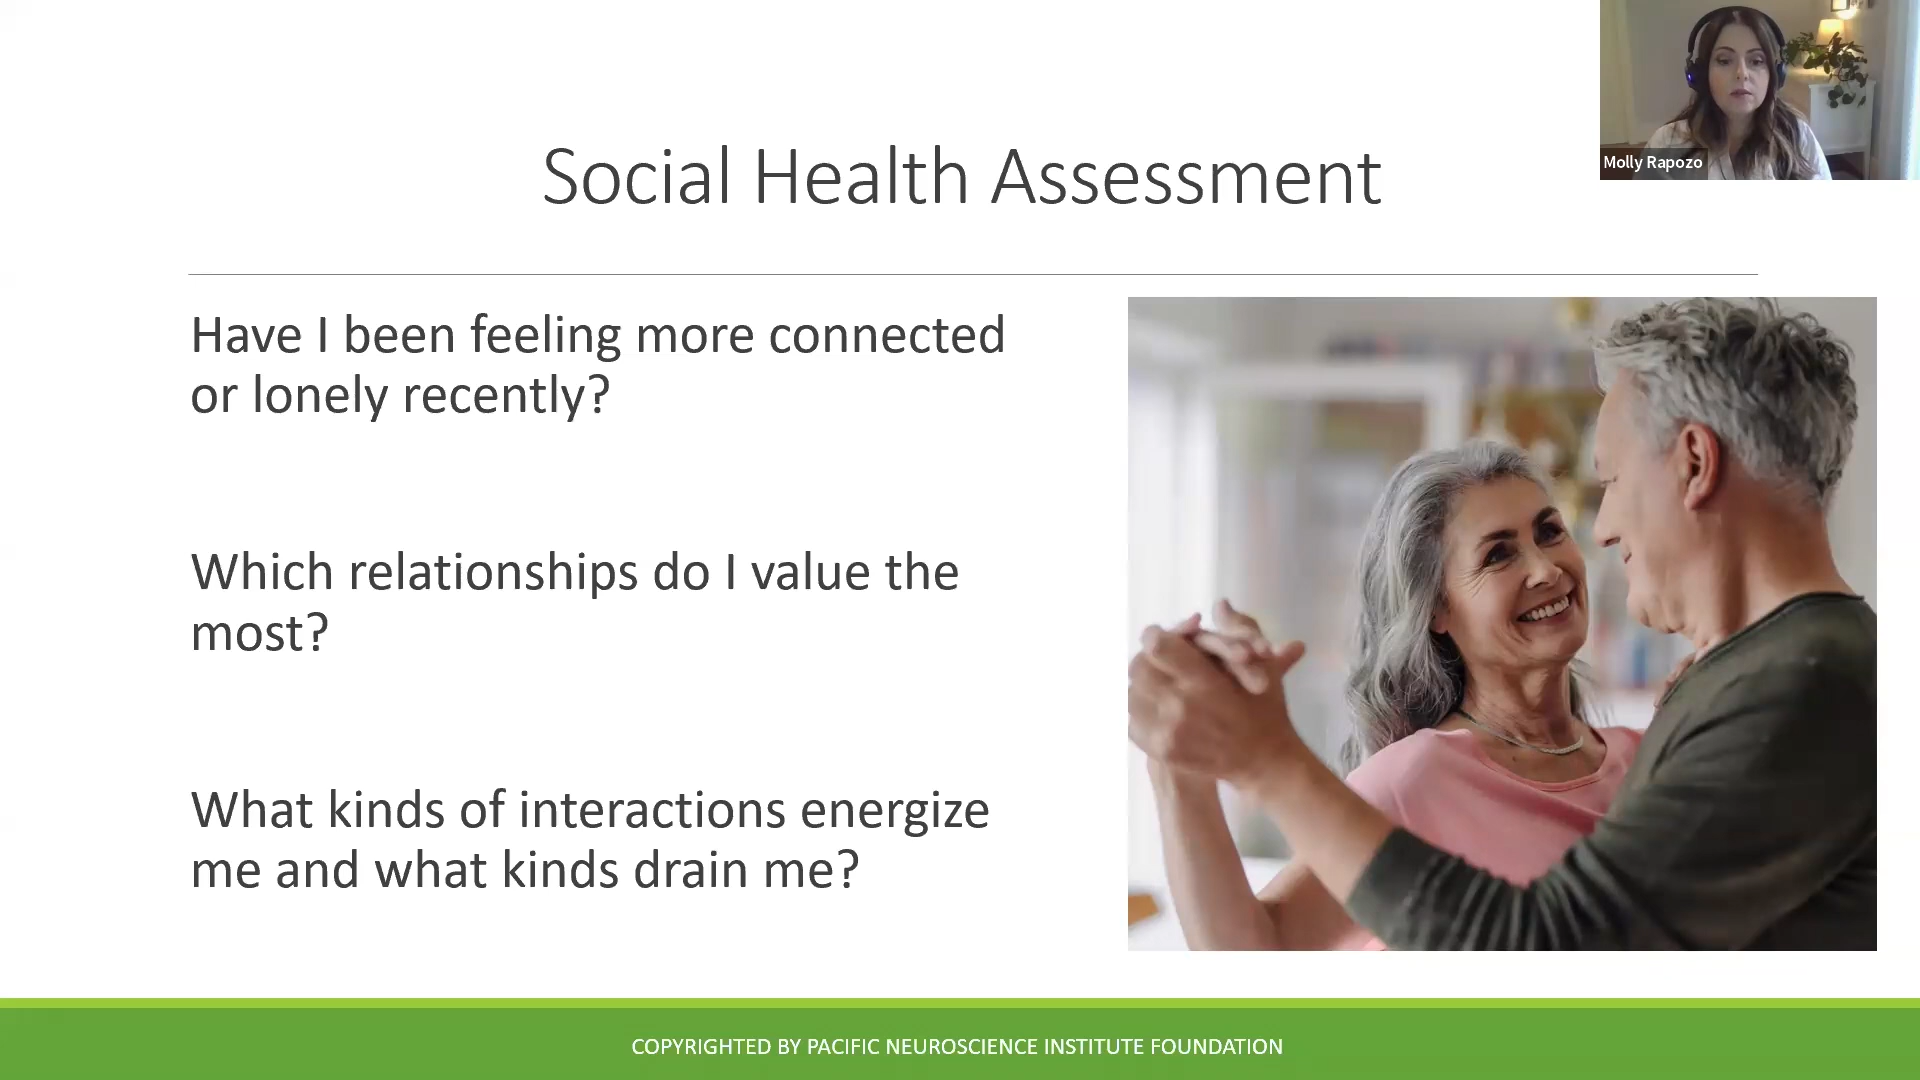 Molly Rapozo
Social Health Assessment
Have I been feeling more connected
or lonely recently?
Which relationships do I value the
most?
What kinds of interactions energize
me and what kinds drain me?
COPYRIGHTED BY PACIFIC NEUROSCIENCE INSTITUTE FOUNDATION